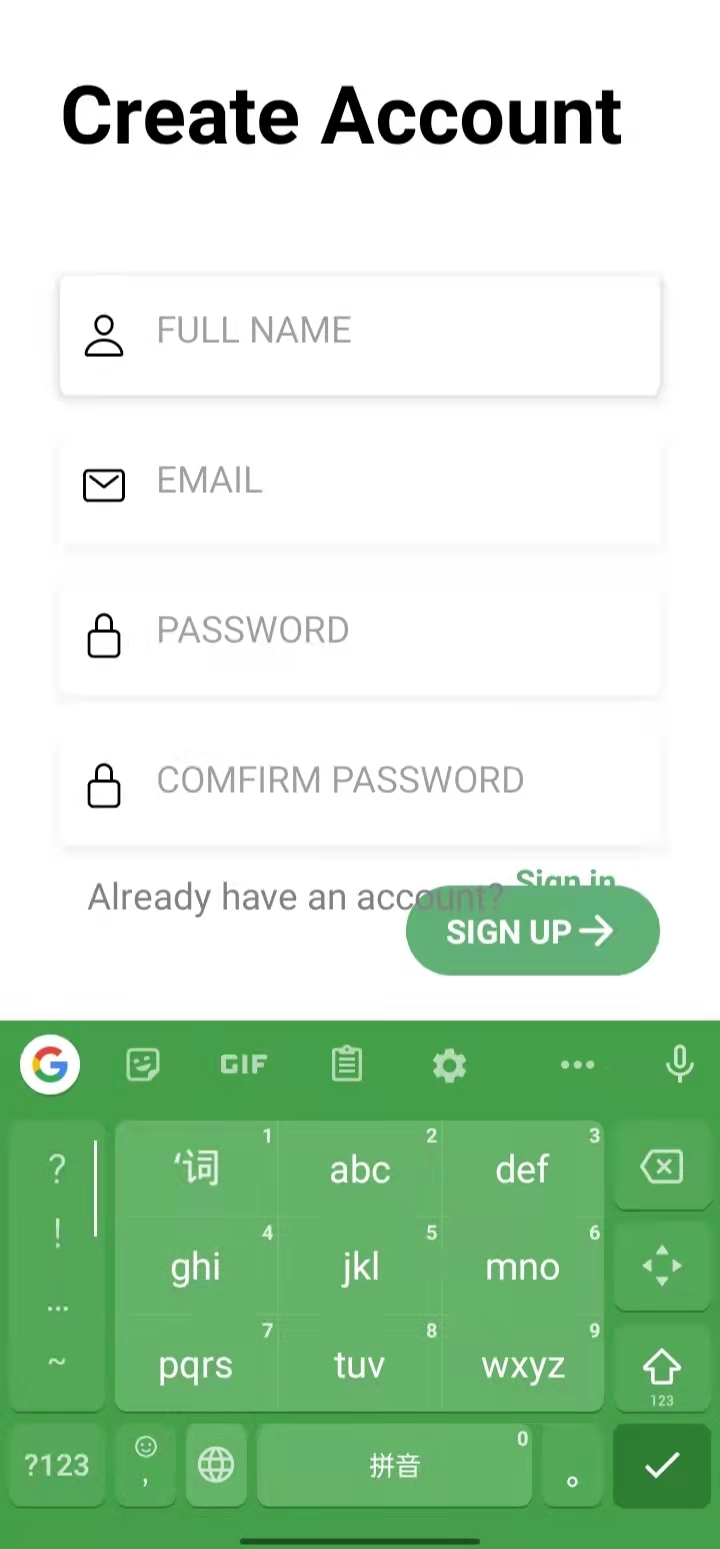 Create Account
FULL NAME
EMAIL
PASSWORD
COMFIRM PASSWORD
Already have an account? Sign in
SIGN UP
G GIF
? 1 2 3
‘词 abc def
! 4 5 6
ghi jkl mno
...
7 8 9
~ pqrs tuv wxyz
123
?123 , 拼音 0 。